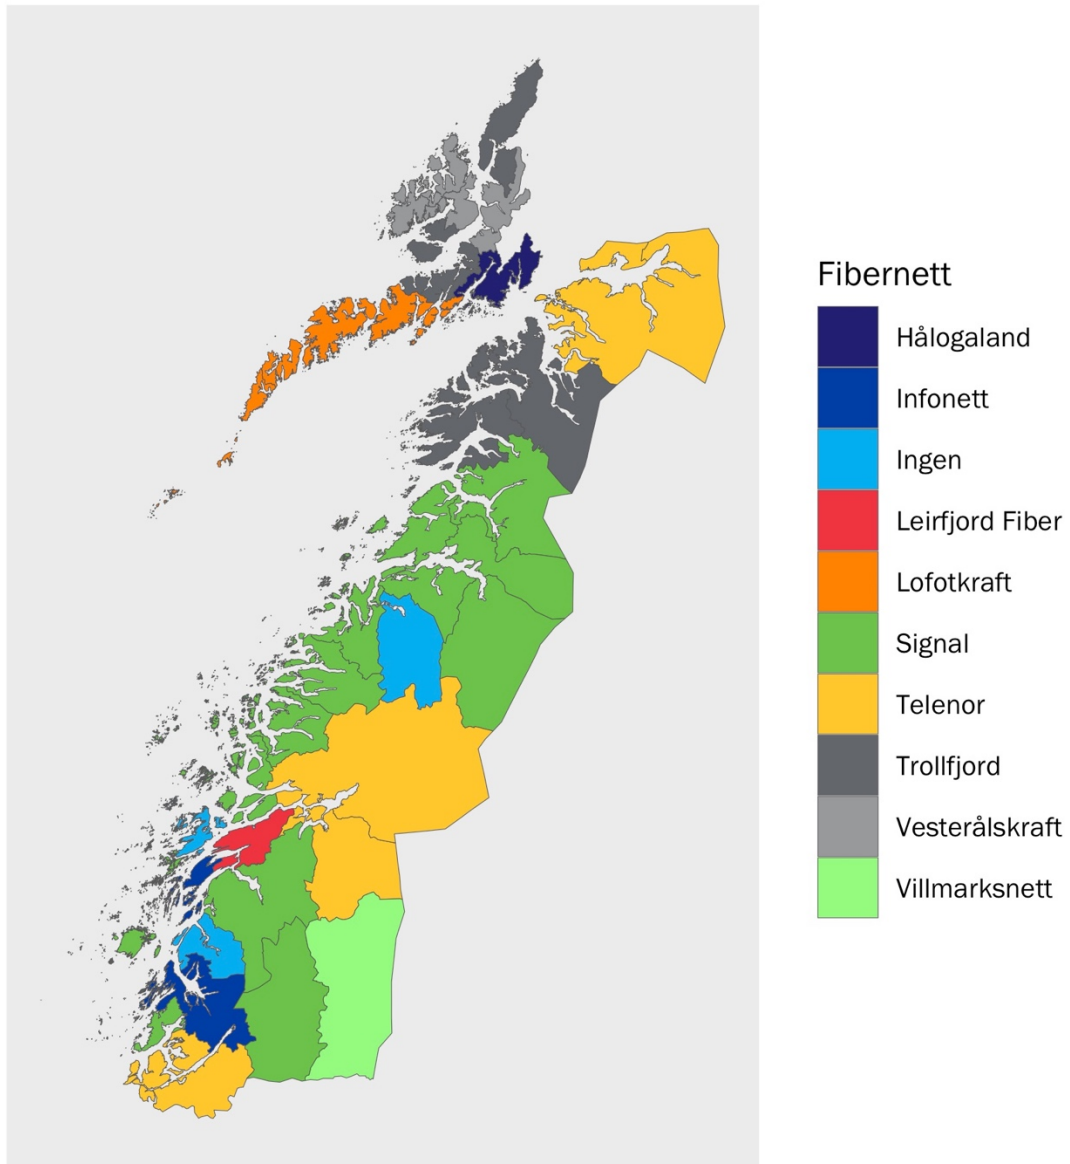 Fibernett
Hålogaland
Infonett
Ingen
Leirfjord Fiber
Lofotkraft
Signal
Telenor
Trollfjord
Vesterålskraft
Villmarksnett